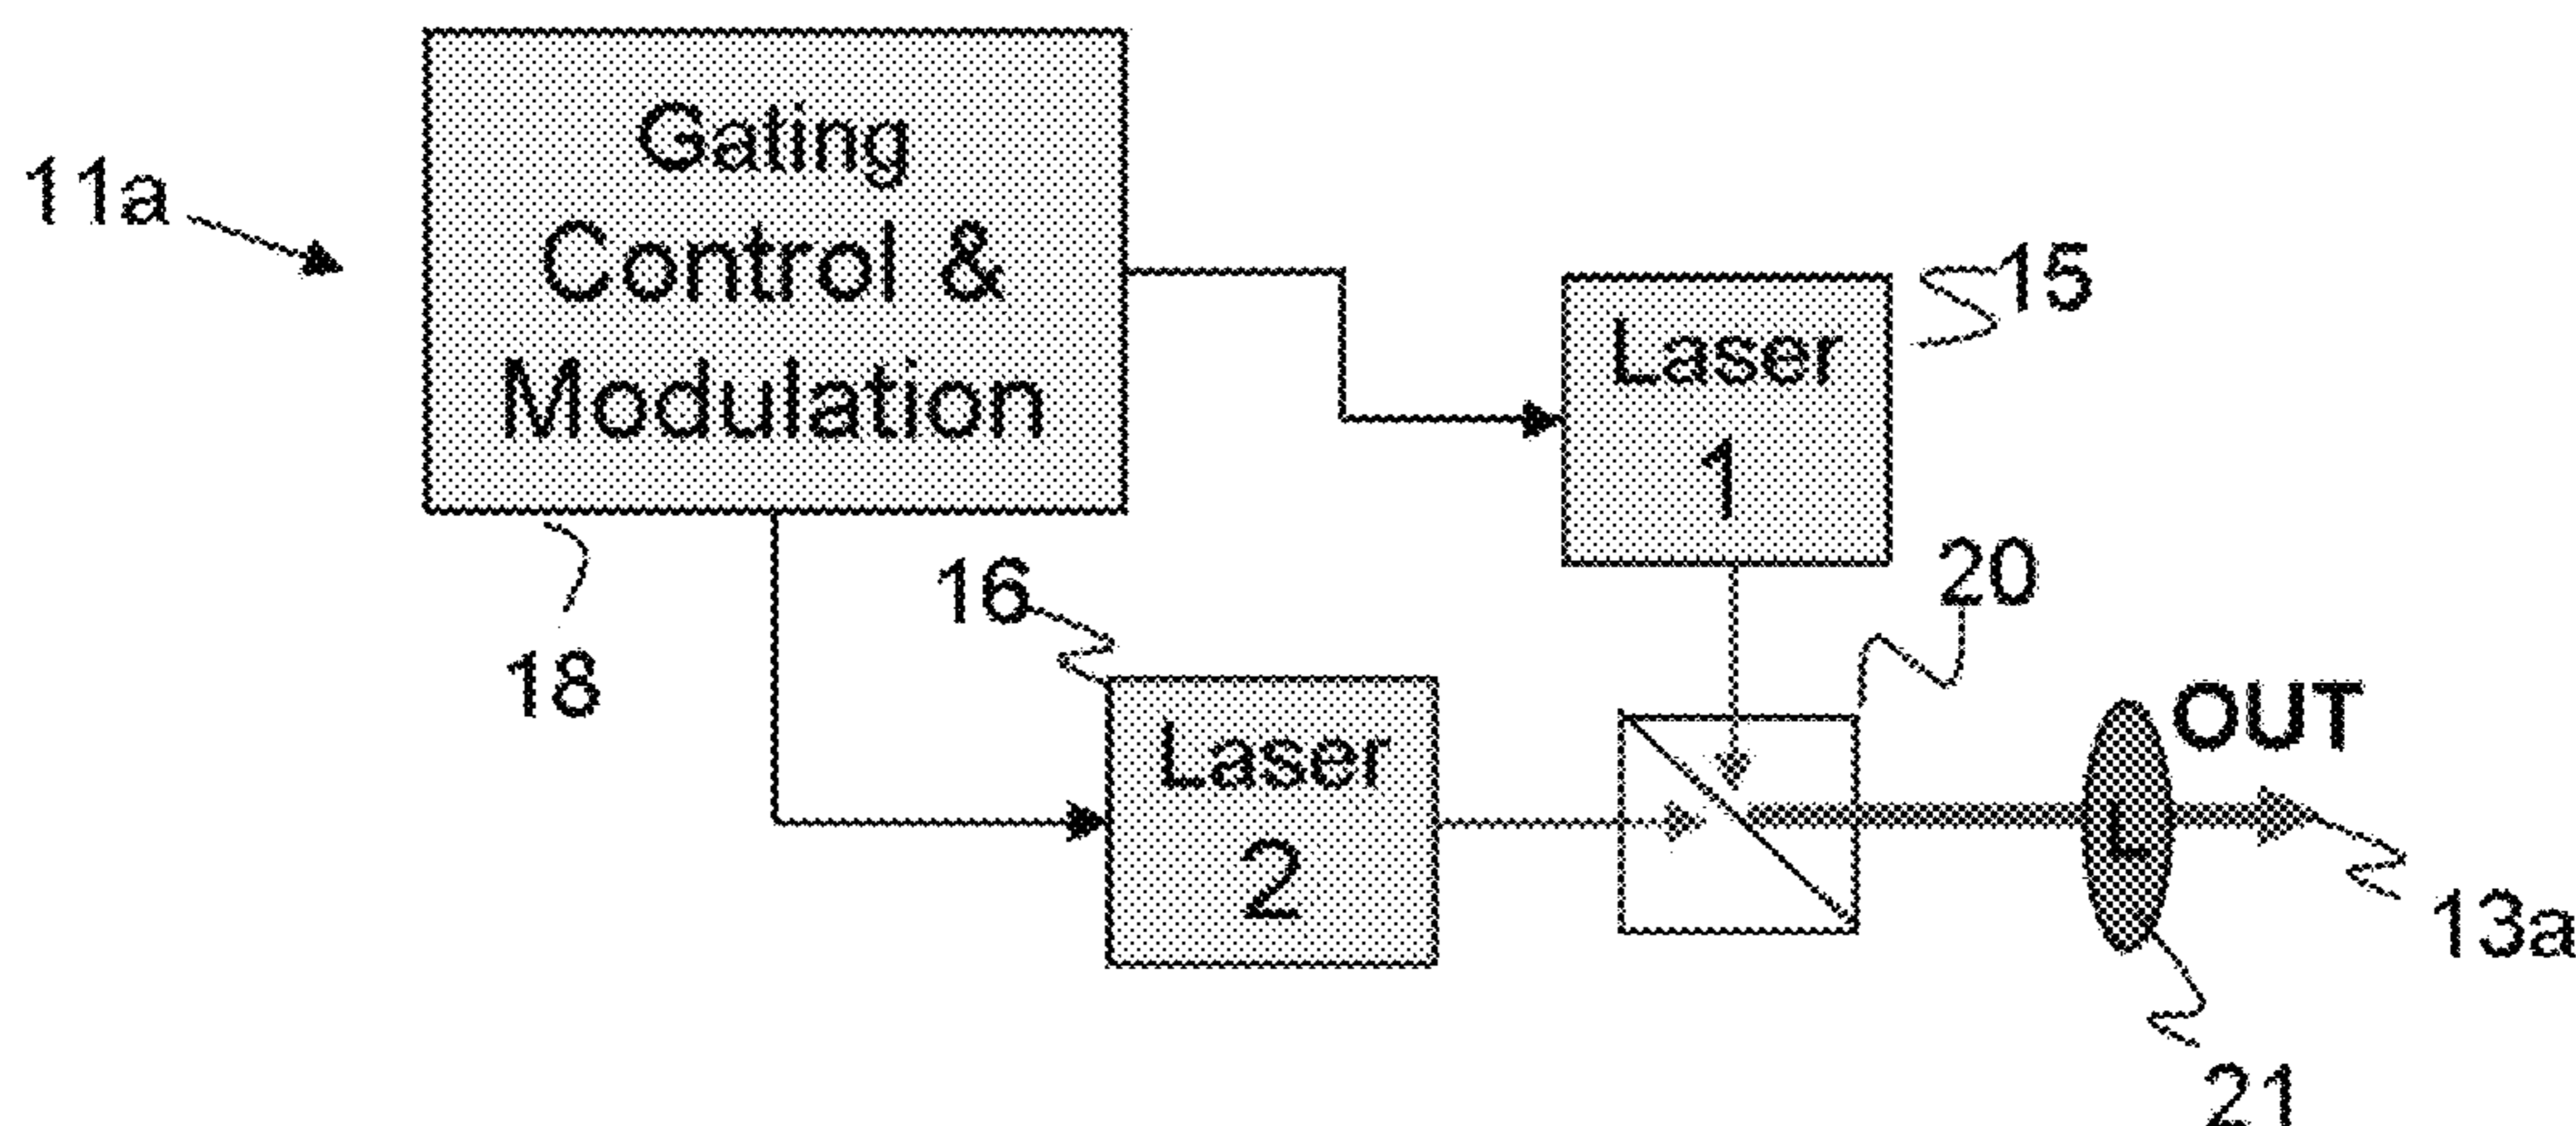 11a
Gating
Control &
Modulation
18
15
Laser
1
16
Laser
2
20
OUT
L
13a
21